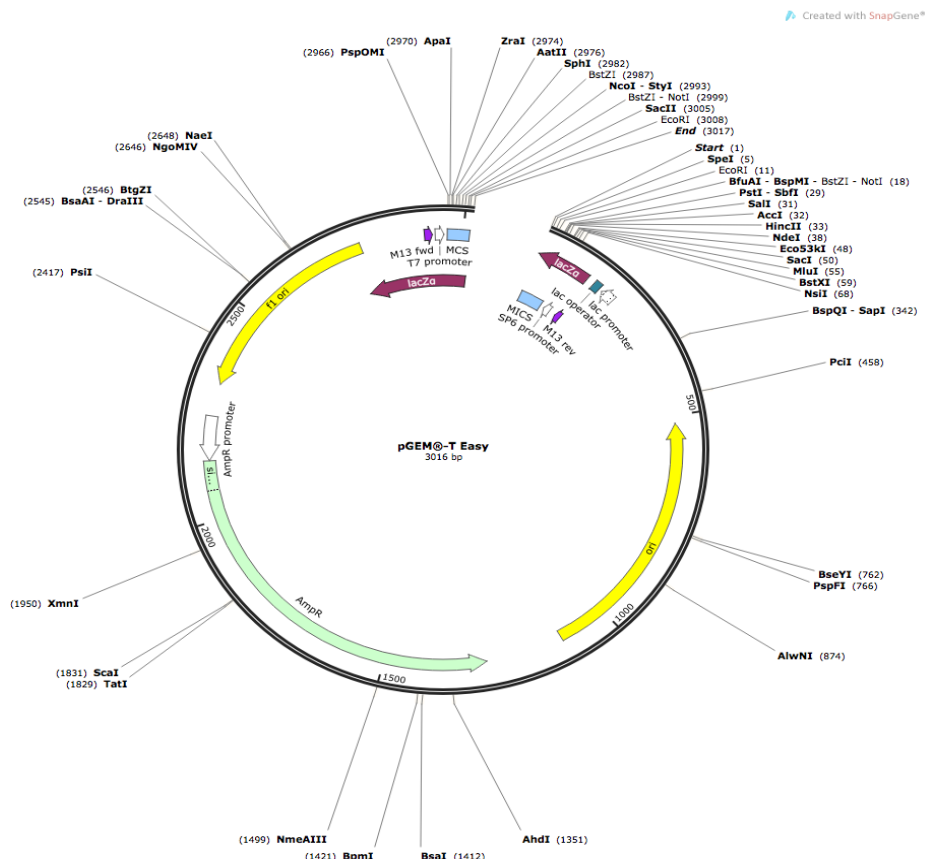 Created with SnapGene®
(2970) ApaI
(2966) PspOMI
ZraI (2974)
AatII (2976)
SphI (2982)
BstZI (2987)
NcoI - StyI (2993)
BstZI - NotI (2999)
SacII (3005)
EcoRI (3008)
End (3017)
Start (1)
SpeI (5)
EcoRI (11)
BfuAI - BspMI - BstZI - NotI (18)
PstI - SbfI (29)
SalI (31)
AccI (32)
HincII (33)
NdeI (38)
Eco53kI (48)
SacI (50)
MluI (55)
BstXI (59)
NsiI (68)
BspQI - SapI (342)
PciI (458)
(2648) NaeI
(2646) NgoMIV
(2546) BtgZI
(2545) BsaAI - DraIII
(2417) PsiI
M13 fwd
MCS
T7 promoter
lacZα
lacZα
lac operator
lac promoter
MICS
SP6 promoter
M13 rev
f1 ori
2500
500
AmpR promoter
si...
pGEM®-T Easy
3016 bp
2000
ori
1000
AmpR
1500
BseYI (762)
PspFI (766)
AlwNI (874)
(1950) XmnI
(1831) ScaI
(1829) TatI
(1499) NmeAIII
(1421) BpmI
BsaI (1412)
AhdI (1351)